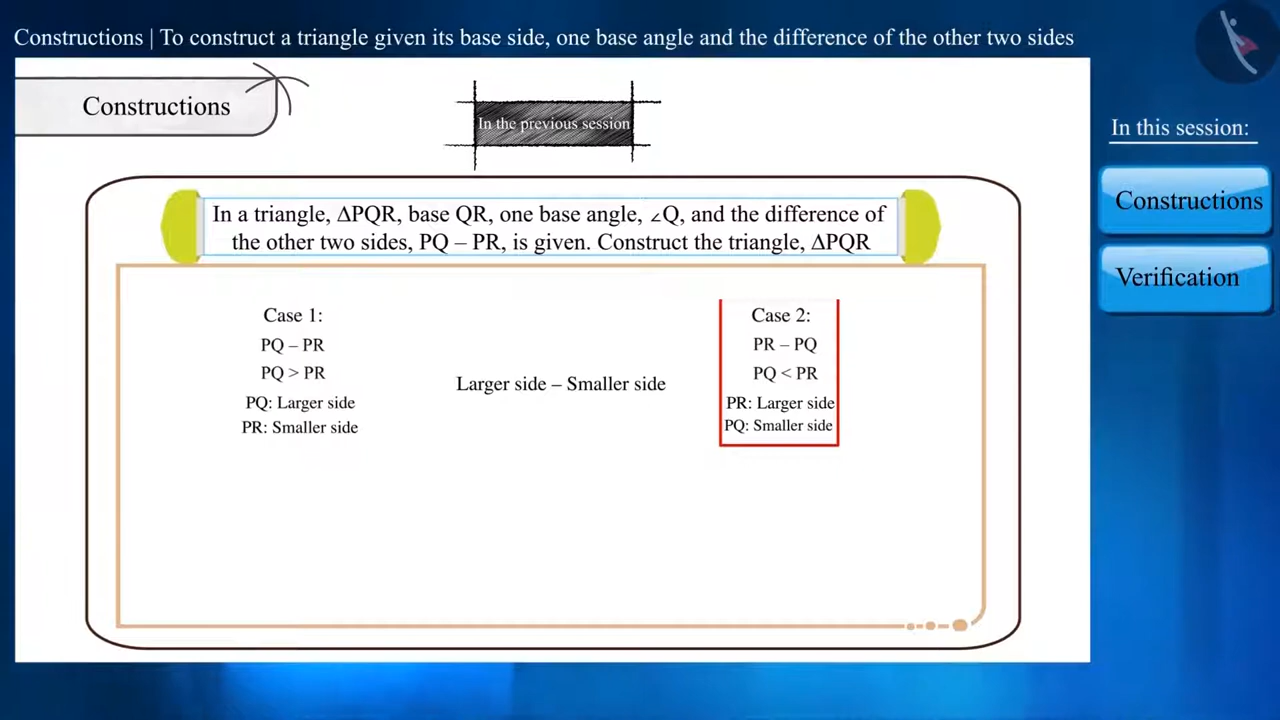 Constructions | To construct a triangle given its base side, one base angle and the difference of the other two sides
Constructions
In the previous session
In this session:
Constructions
Verification
In a triangle, ΔPQR, base QR, one base angle, ∠Q, and the difference of
the other two sides, PQ – PR, is given. Construct the triangle, ΔPQR
Case 1:
PQ – PR
PQ > PR
PQ: Larger side
PR: Smaller side
Larger side – Smaller side
Case 2:
PR – PQ
PQ < PR
PR: Larger side
PQ: Smaller side